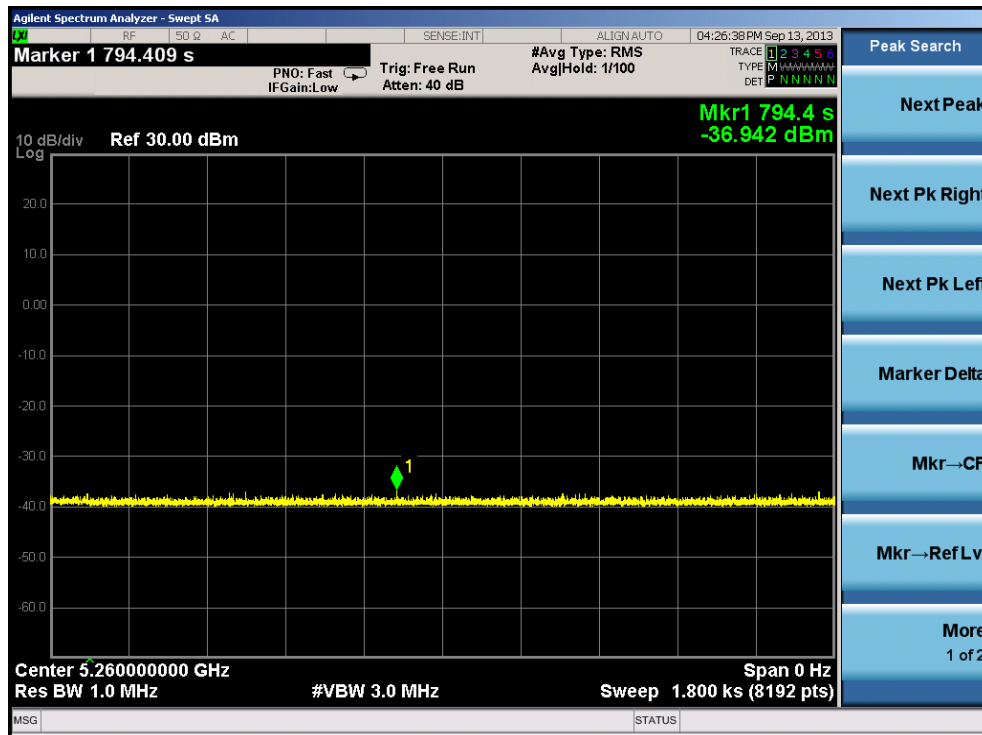 Agilent Spectrum Analyzer - Swept SA
LXI RF 50 Ω AC SENSE:INT ALIGN AUTO 04:26:38 PM Sep 13, 2013
Marker 1 794.409 s
PNO: Fast
IFGain:Low
Trig: Free Run
Atten: 40 dB
#Avg Type: RMS
Avg|Hold: 1/100
TRACE 1 2 3 4 5 6
TYPE M
DET P N N N N N
Mkr1 794.4 s
-36.942 dBm
10 dB/div Ref 30.00 dBm
Log
20.0
10.0
0.00
-10.0
-20.0
-30.0
-40.0
-50.0
-60.0
1
Center 5.260000000 GHz Span 0 Hz
Res BW 1.0 MHz #VBW 3.0 MHz Sweep 1.800 ks (8192 pts)
MSG STATUS
Peak Search
Next Peak
Next Pk Right
Next Pk Left
Marker Delta
Mkr→CF
Mkr→Ref Lv
More
1 of 2